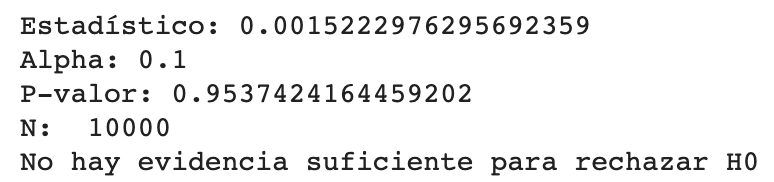 Estadístico: 0.0015222976295692359
Alpha: 0.1
P-valor: 0.9537424164459202
N:  10000
No hay evidencia suficiente para rechazar H0